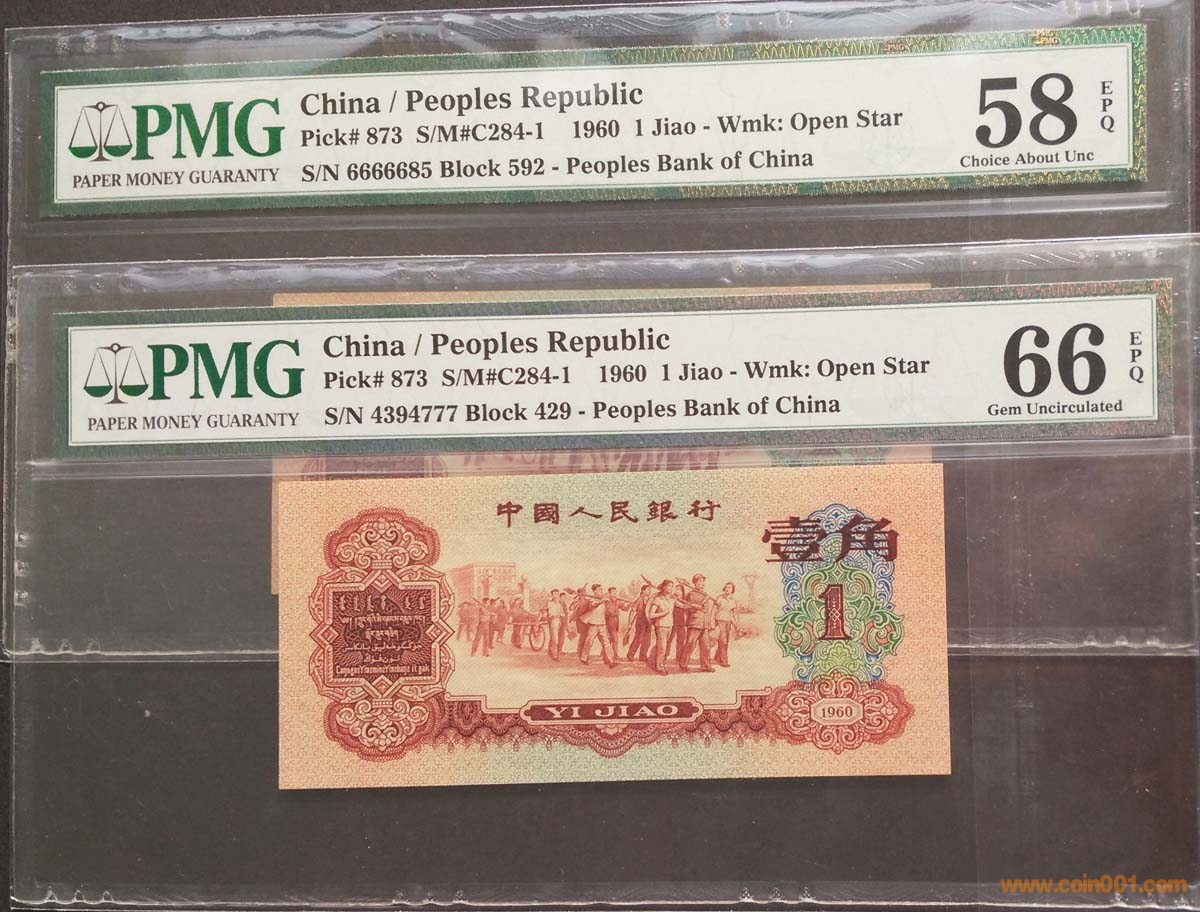 PMG
PAPER MONEY GUARANTY
China / Peoples Republic
Pick# 873 S/M#C284-1 1960 1 Jiao - Wmk: Open Star
S/N 6666685 Block 592 - Peoples Bank of China
58
EPQ
Choice About Unc
PMG
PAPER MONEY GUARANTY
China / Peoples Republic
Pick# 873 S/M#C284-1 1960 1 Jiao - Wmk: Open Star
S/N 4394777 Block 429 - Peoples Bank of China
66
EPQ
Gem Uncirculated
中國人民銀行
壹角
1
YI JIAO
1960
www.coin001.com